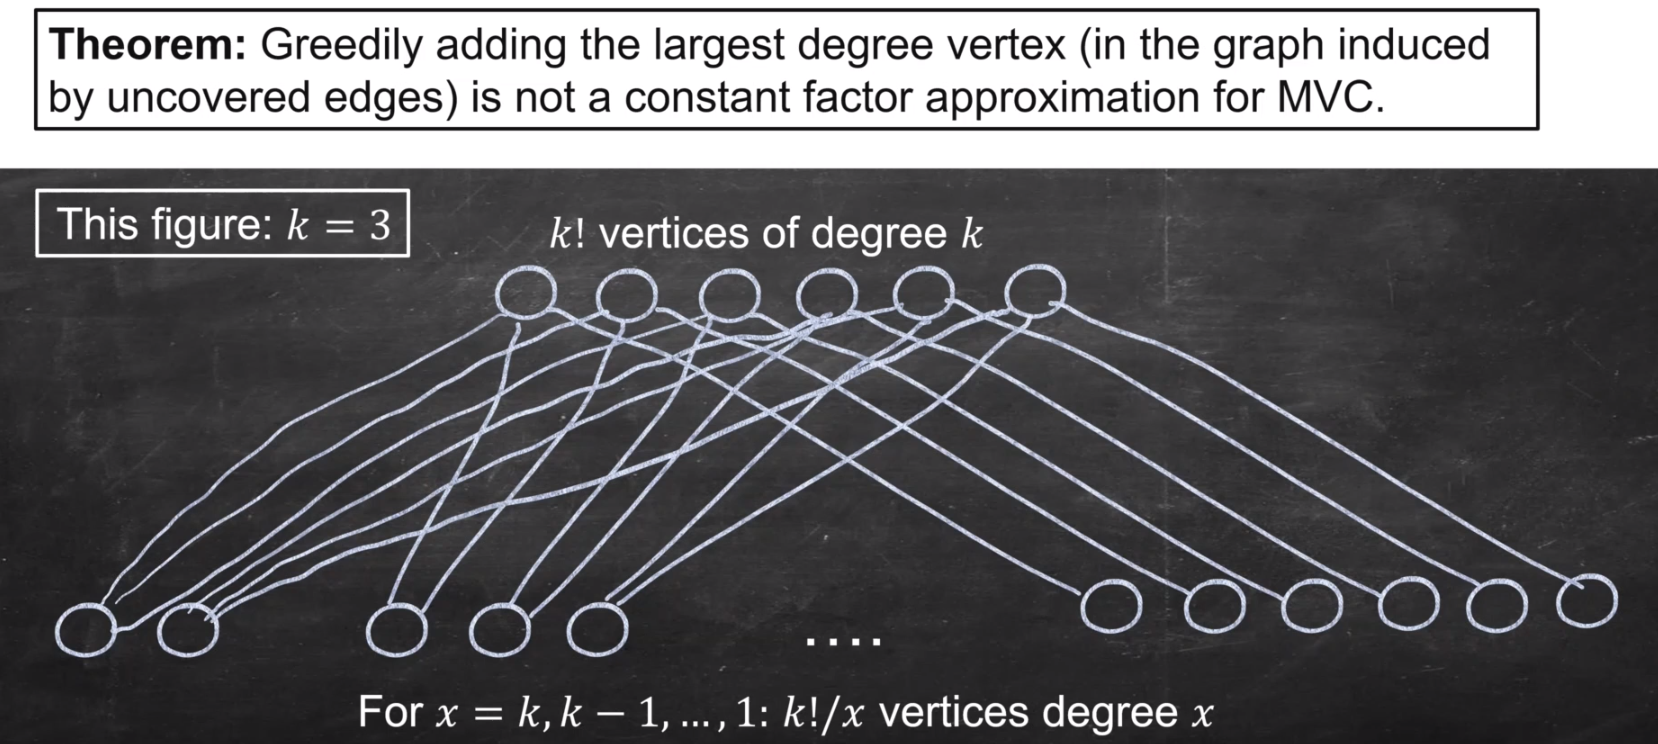 Theorem: Greedily adding the largest degree vertex (in the graph induced
by uncovered edges) is not a constant factor approximation for MVC.
This figure: k = 3
k! vertices of degree k
....
For x = k, k − 1, ..., 1: k!/x vertices degree x